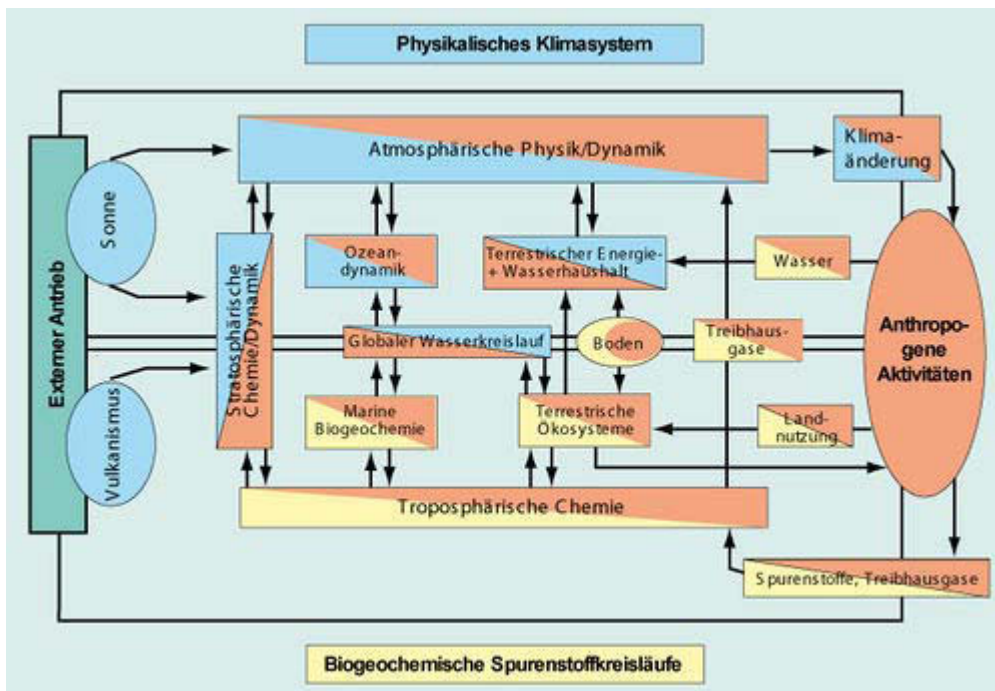 Physikalisches Klimasystem
Externer Antrieb
Sonne
Vulkanismus
Atmosphärische Physik/Dynamik
Klima-
änderung
Stratosphärische
Chemie/Dynamik
Ozean-
dynamik
Terrestrischer Energie-
+ Wasserhaushalt
Wasser
Globaler Wasserkreislauf
Boden
Treibhaus-
gase
Anthropo-
gene
Aktivitäten
Marine
Biogeochemie
Terrestrische
Ökosysteme
Land-
nutzung
Troposphärische Chemie
Spurenstoffe, Treibhausgase
Biogeochemische Spurenstoffkreisläufe